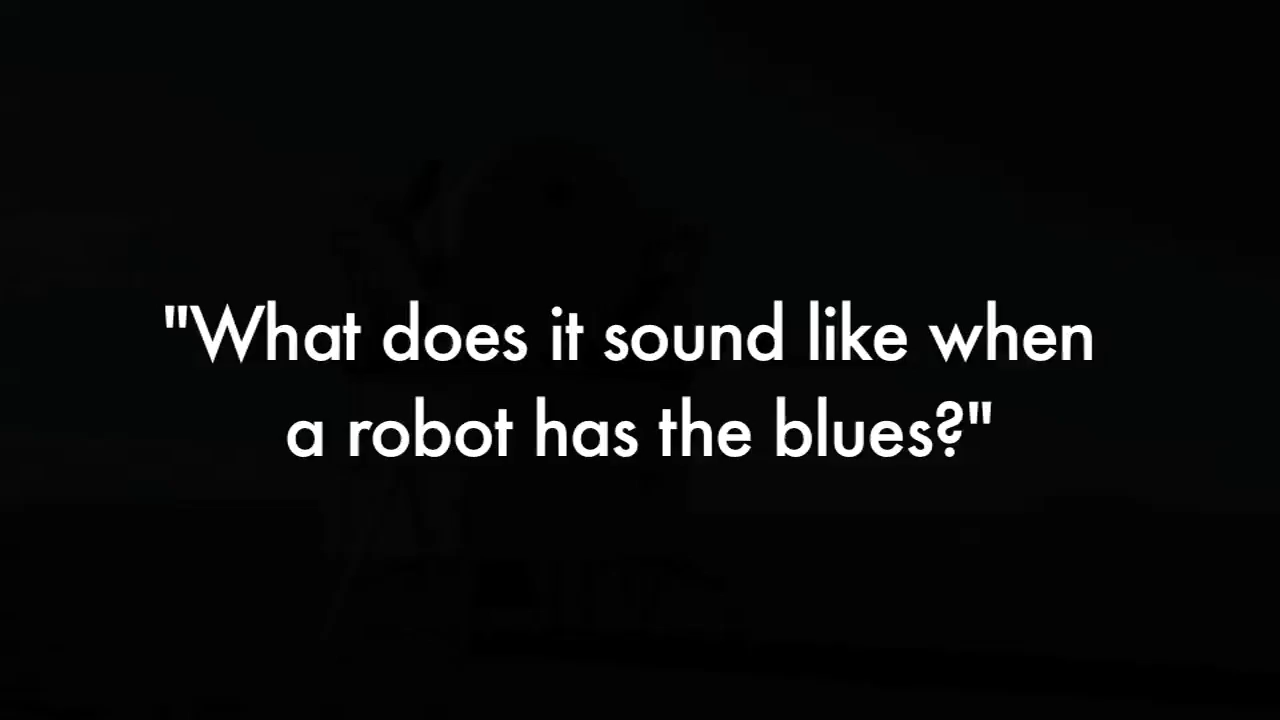 "What does it sound like when
a robot has the blues?"